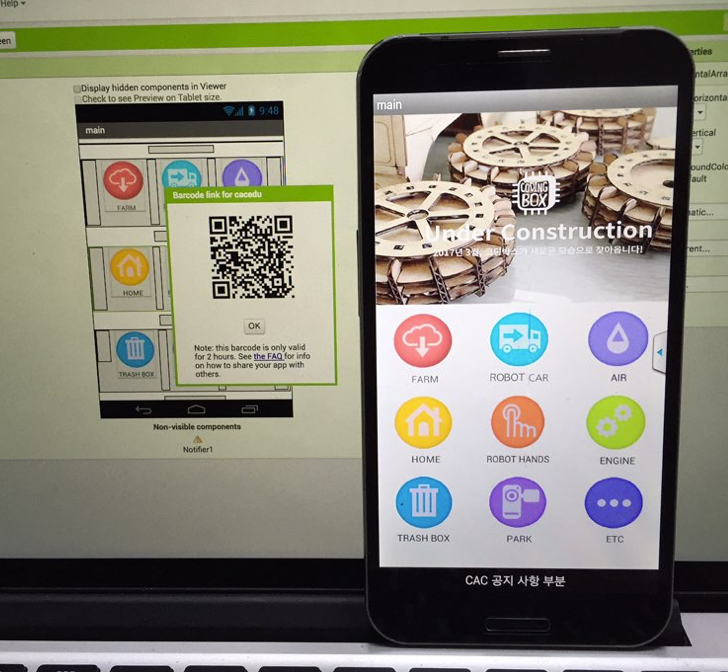 Help
een
Display hidden components in Viewer
Check to see Preview on Tablet size.
9:48
main
FARM
Barcode link for cacedu
OK
Note: this barcode is only valid
for 2 hours. See the FAQ for info
on how to share your app with
others.
HOME
TRASH BOX
Non-visible components
Notifier1
erties
ntalArra
orizonta
ertical
oundColo
ault
atic...
rent...
main
CODING
BOX
Under Construction
2017년 3월, 코딩박스가 새로운 모습으로 찾아옵니다!
FARM
ROBOT CAR
AIR
HOME
ROBOT HANDS
ENGINE
TRASH BOX
PARK
ETC
CAC 공지 사항 부분